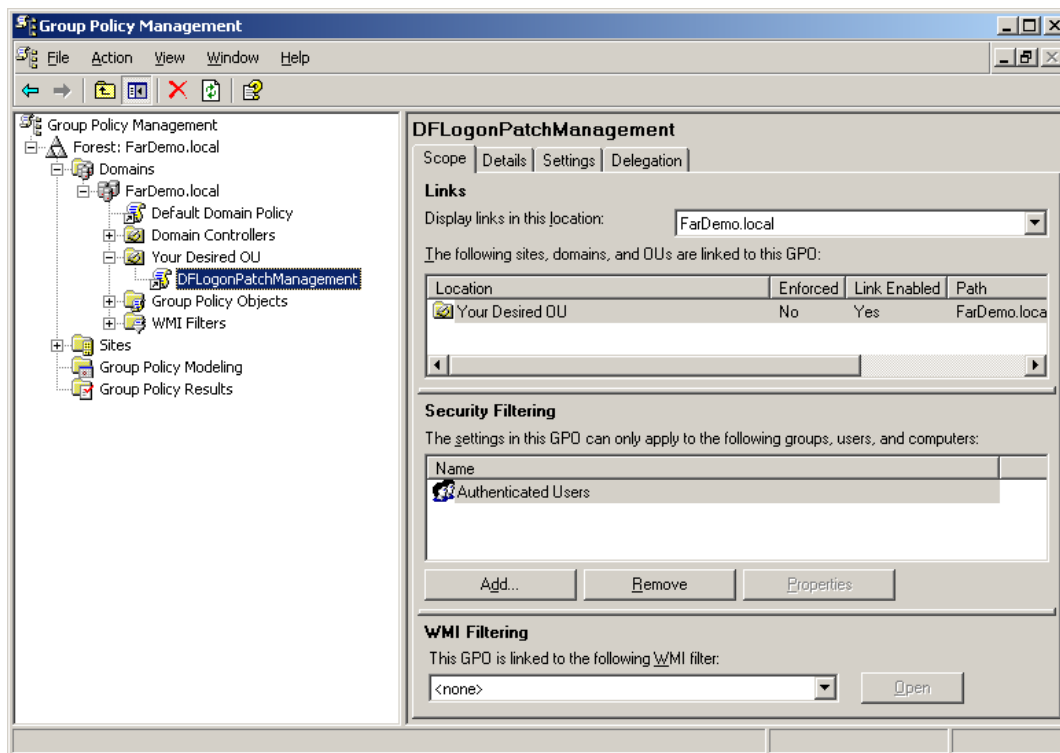 Group Policy Management
File Action View Window Help
Group Policy Management
Forest: FarDemo.local
Domains
FarDemo.local
Default Domain Policy
Domain Controllers
Your Desired OU
DFLogonPatchManagement
Group Policy Objects
WMI Filters
Sites
Group Policy Modeling
Group Policy Results
DFLogonPatchManagement
Scope Details Settings Delegation
Links
Display links in this location: FarDemo.local
The following sites, domains, and OUs are linked to this GPO:
Location Enforced Link Enabled Path
Your Desired OU No Yes FarDemo.loca
Security Filtering
The settings in this GPO can only apply to the following groups, users, and computers:
Name
Authenticated Users
Add... Remove Properties
WMI Filtering
This GPO is linked to the following WMI filter:
<none> Open